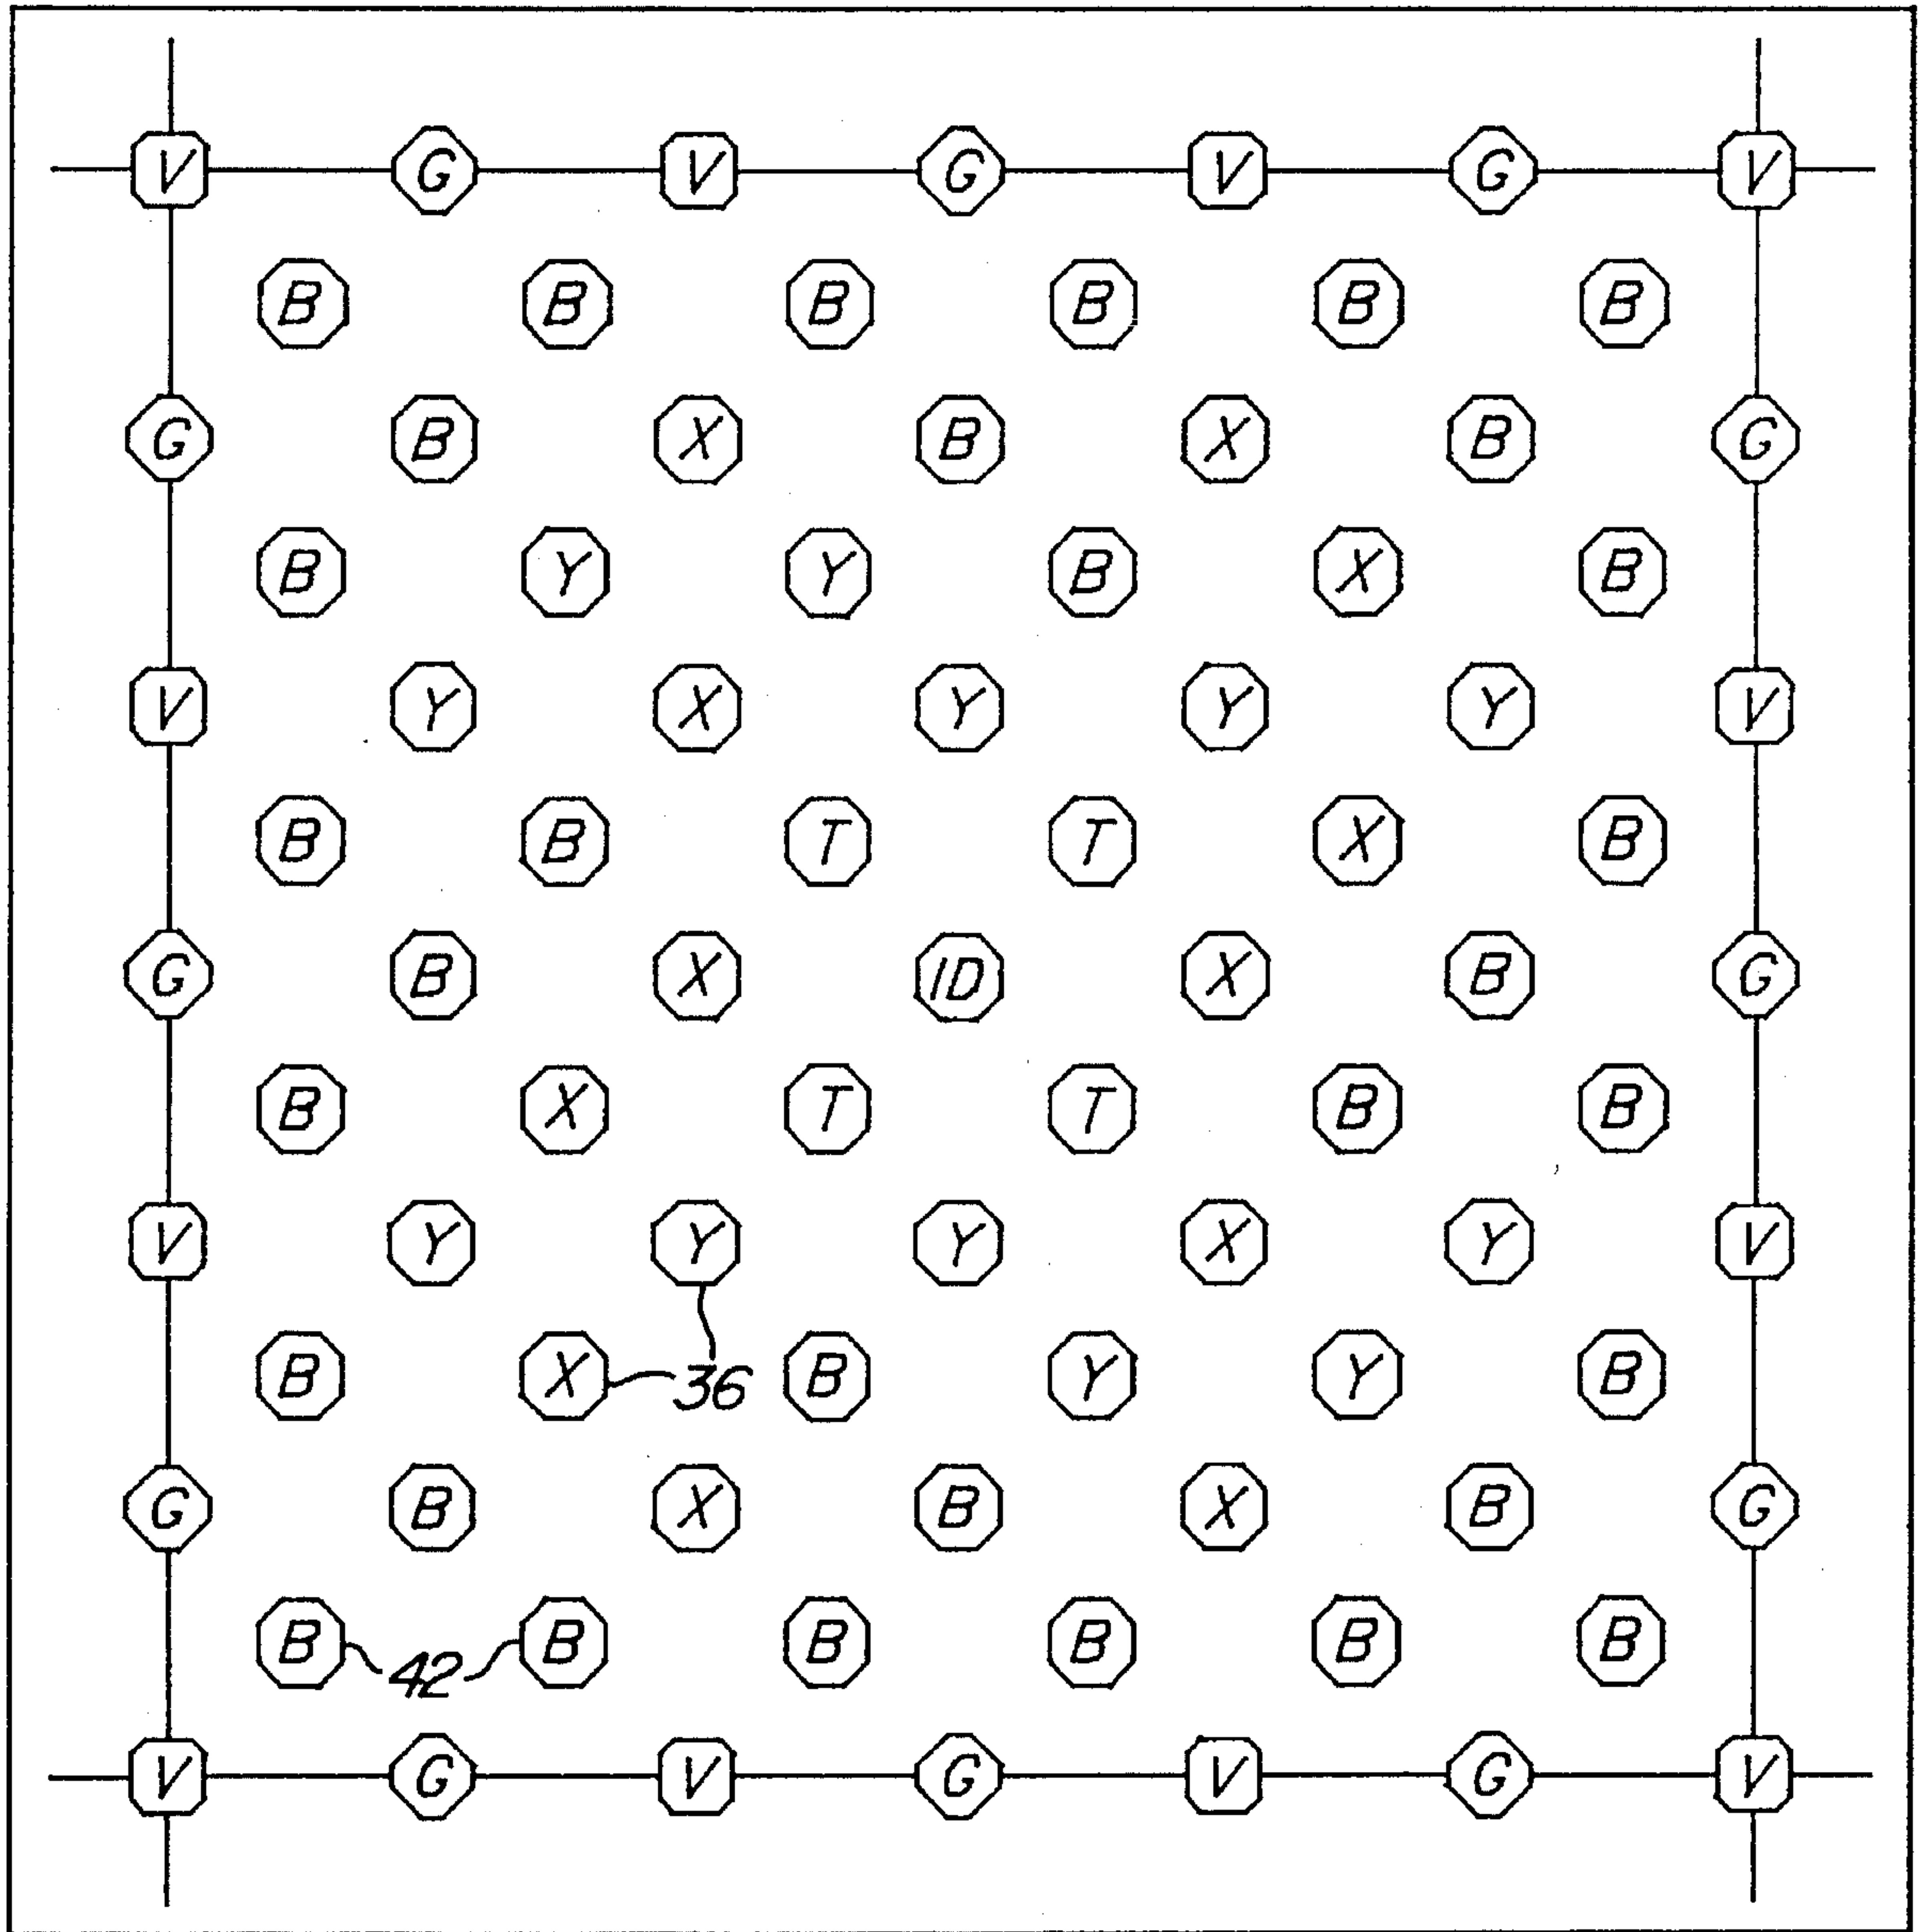 V G V G V G V
B B B B B B
G B X B X B G
B Y Y B X B
V Y X Y Y Y V
B B T T X B
G B X ID X B G
B X T T B B
V Y Y Y X Y V
B X 36 B Y Y B
G B X B X B G
B 42 B B B B B
V G V G V G V